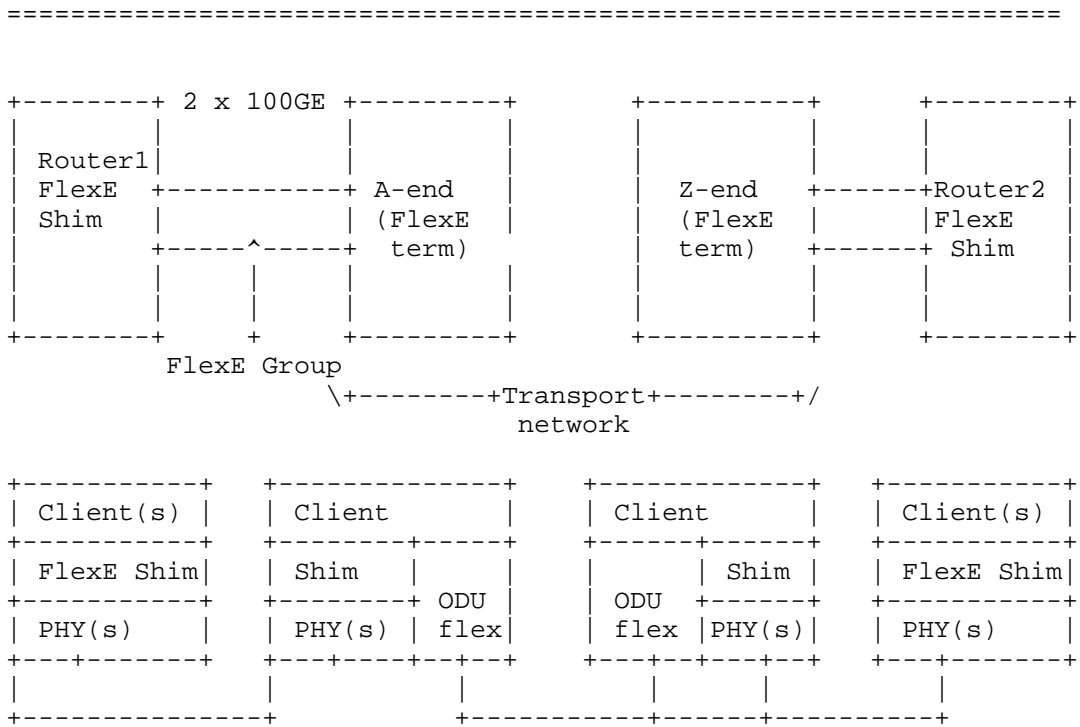 2 x 100GE
Router1
FlexE A-end Z-end Router2
Shim (FlexE (FlexE FlexE
term) term) Shim
FlexE Group
Transport
network
Client(s) Client Client Client(s)
FlexE Shim Shim Shim FlexE Shim
ODU ODU
PHY(s) PHY(s) flex flex PHY(s) PHY(s)